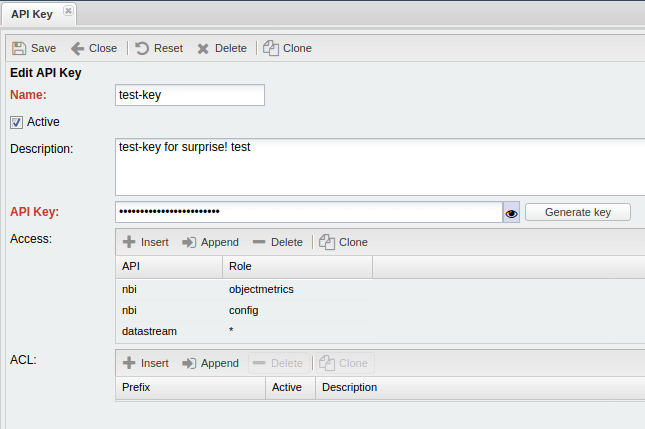 API Key
Save Close Reset Delete Clone
Edit API Key
Name: test-key
Active
Description: test-key for surprise! test
API Key: •••••••••••••••••••••••• Generate key
Access: Insert Append Delete Clone
API Role
nbi objectmetrics
nbi config
datastream *
ACL: Insert Append Delete Clone
Prefix Active Description